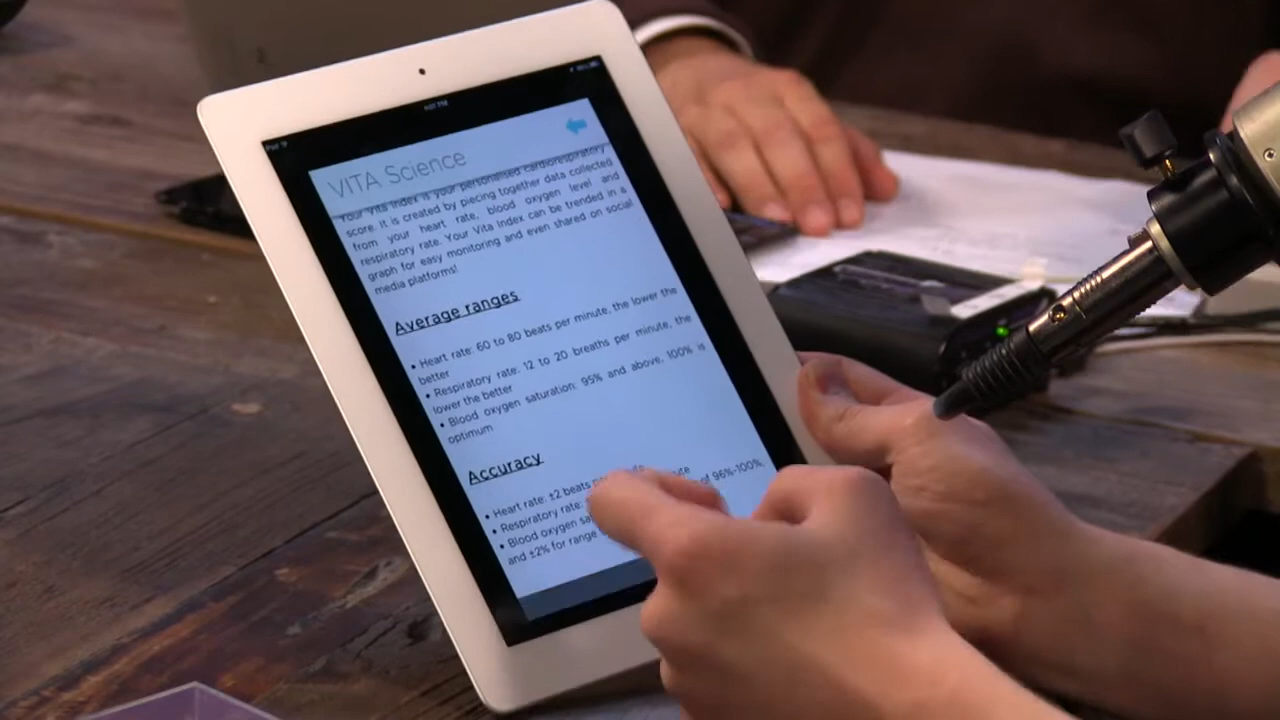 iPad
4:07 PM
VITA Science
Your Vita Index is your personalised cardiorespiratory
score. It is created by piecing together data collected
from your heart rate, blood oxygen level and
respiratory rate. Your Vita Index can be trended in a
graph for easy monitoring and even shared on social
media platforms!
Average ranges
• Heart rate: 60 to 80 beats per minute, the lower the
better
• Respiratory rate: 12 to 20 breaths per minute, the
lower the better
• Blood oxygen saturation: 95% and above, 100% is
optimum
Accuracy
• Heart rate: ±2 beats
• Respiratory rate:
• Blood oxygen of 96%-100%,
and ±2% for range